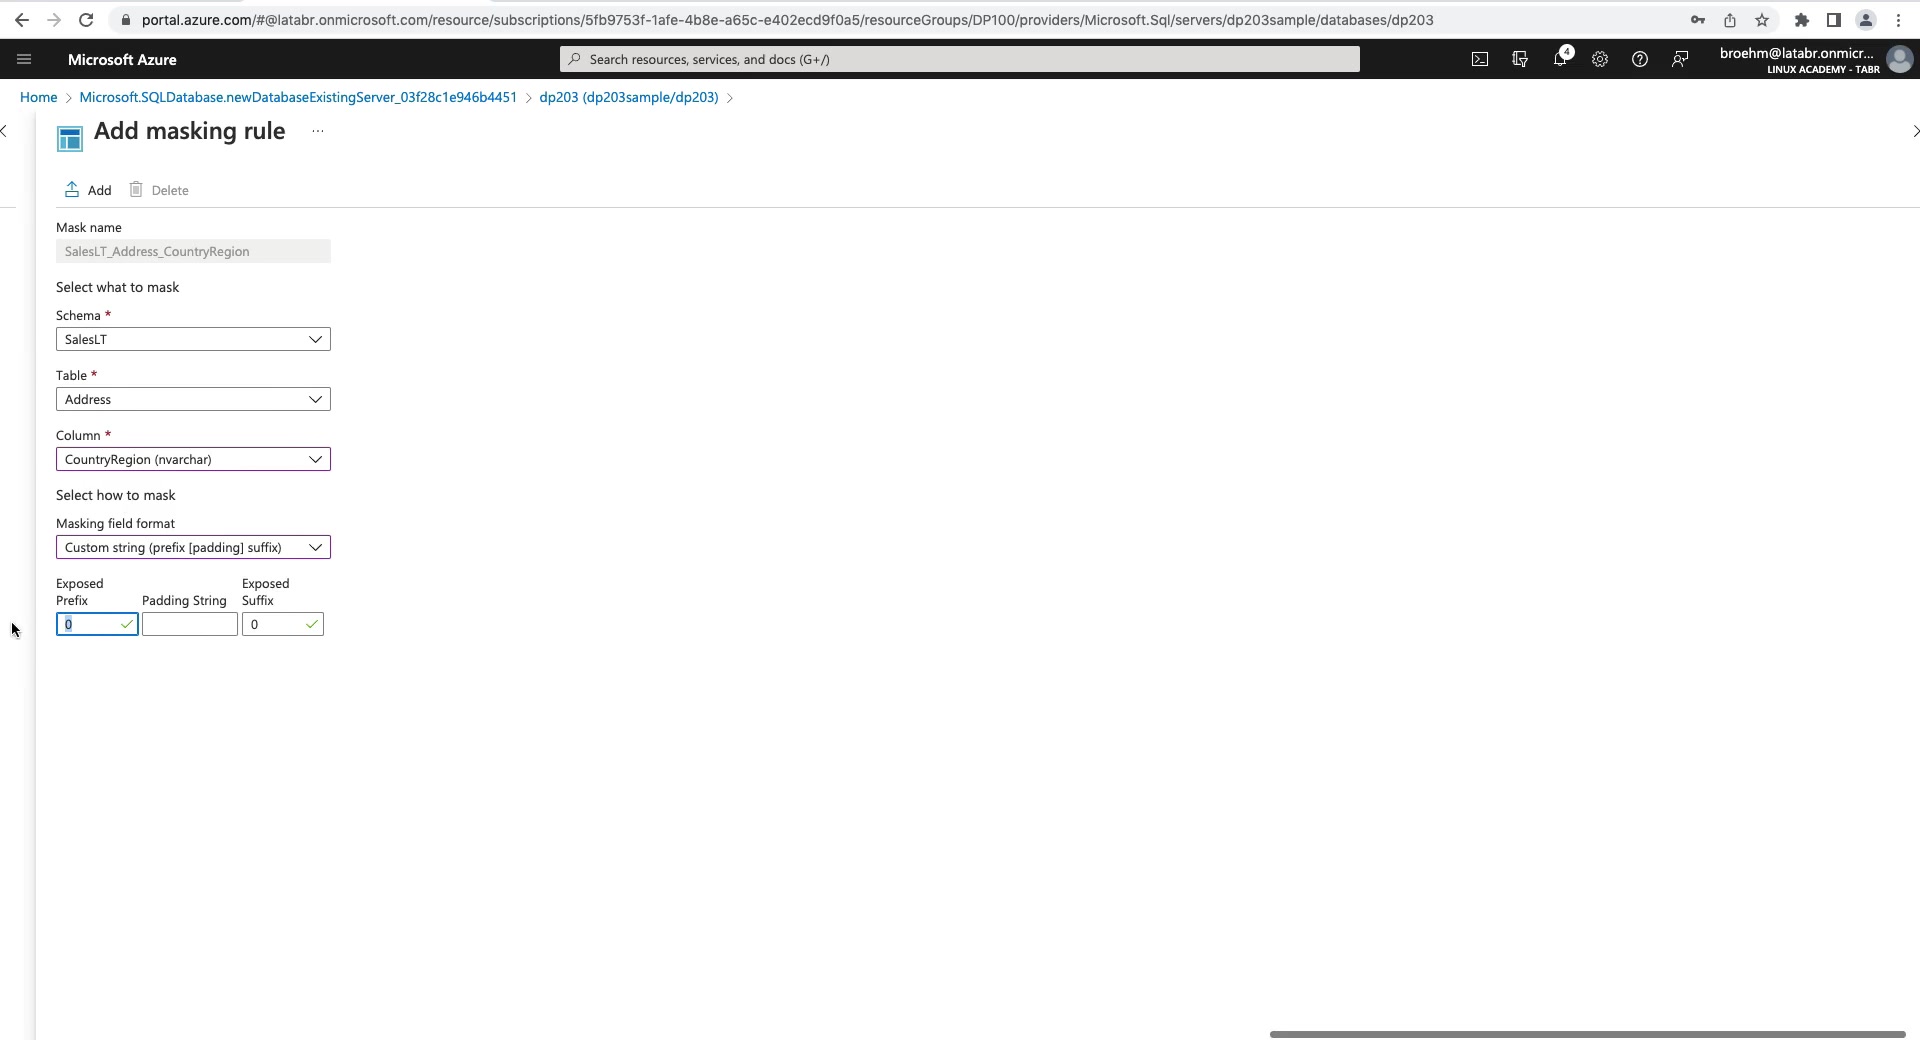 portal.azure.com/#@latabr.onmicrosoft.com/resource/subscriptions/5fb9753f-1afe-4b8e-a65c-e402ecd9f0a5/resourceGroups/DP100/providers/Microsoft.Sql/servers/dp203sample/databases/dp203
Microsoft Azure
Search resources, services, and docs (G+/)
4
broehm@latabr.onmicr...
LINUX ACADEMY - TABR
Home > Microsoft.SQLDatabase.newDatabaseExistingServer_03f28c1e946b4451 > dp203 (dp203sample/dp203) >
Add masking rule ...
Add Delete
Mask name
SalesLT_Address_CountryRegion
Select what to mask
Schema *
SalesLT
Table *
Address
Column *
CountryRegion (nvarchar)
Select how to mask
Masking field format
Custom string (prefix [padding] suffix)
Exposed Prefix Padding String Exposed Suffix
0 0